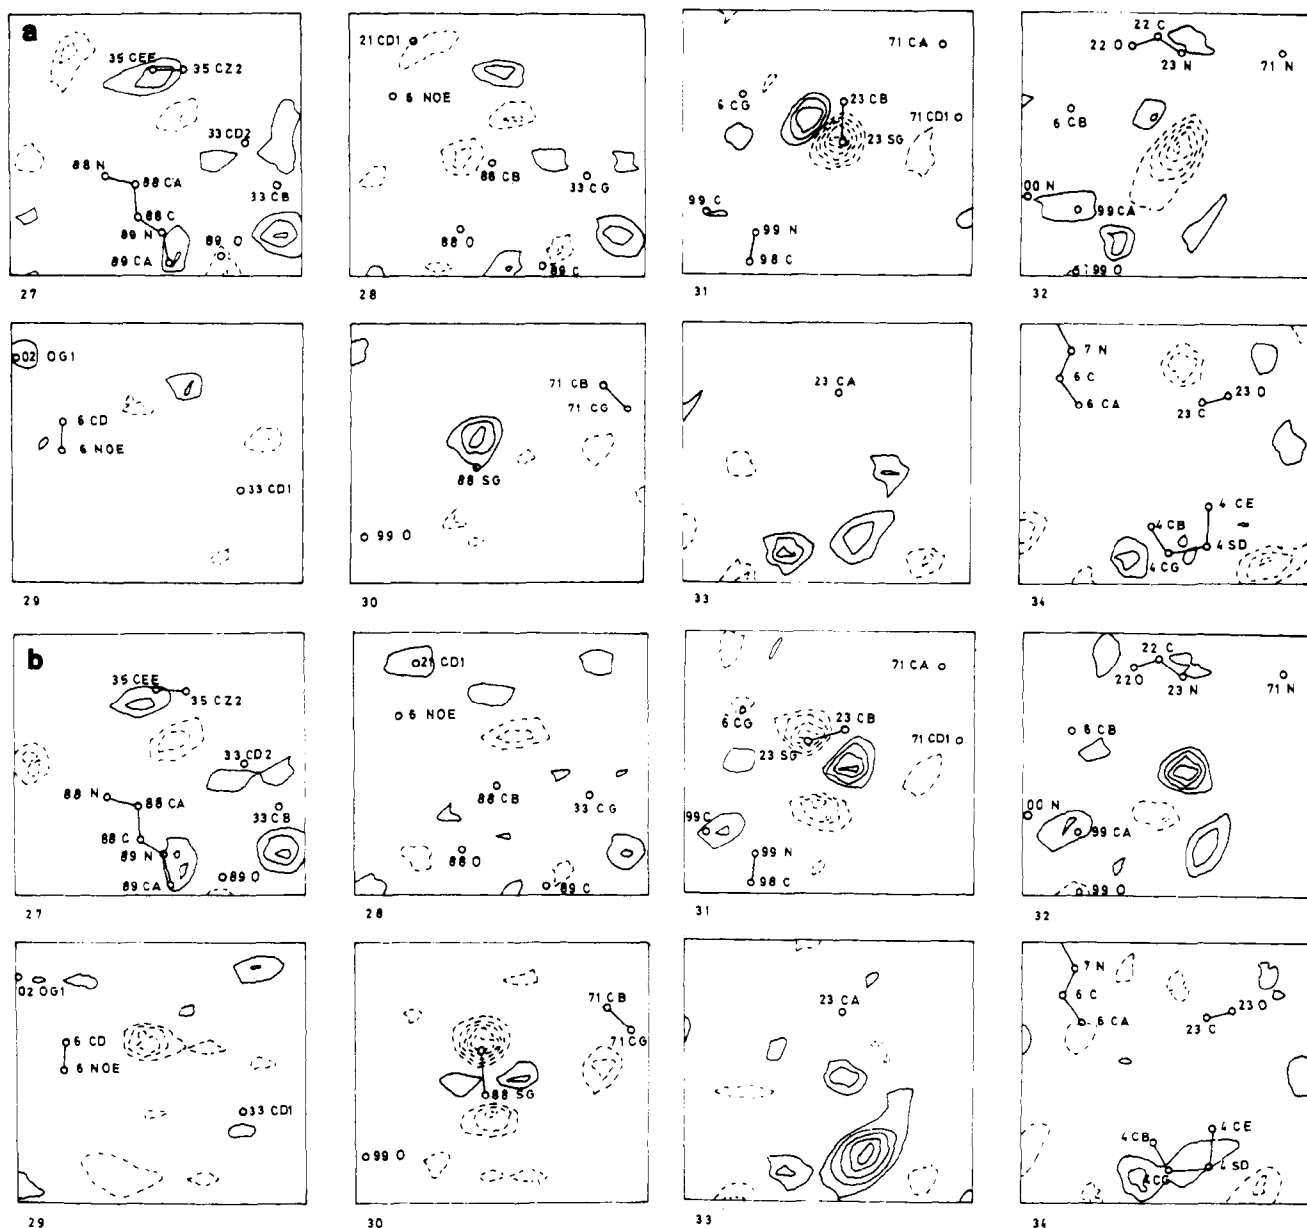 a
35 CEE
35 CZ2
33 CD2
88 N
88 CA
33 CB
88 C
89 N
89 O
89 CA
27
21 CD1
6 NOE
88 CB
33 CG
88 O
89 C
28
71 CA
6 CG
23 CB
71 CD1
23 SG
99 C
99 N
98 C
31
22 C
22 O
23 N
71 N
6 CB
00 N
99 CA
99 O
32
02 OG1
6 CD
6 NOE
33 CD1
29
71 CB
71 CG
88 SG
99 O
30
23 CA
33
7 N
6 C
6 CA
23 O
23 C
4 CE
4 CB
4 SD
4 CG
34
b
35 CEE
35 CZ2
33 CD2
88 N
88 CA
33 CB
88 C
89 N
89 O
89 CA
27
21 CD1
6 NOE
88 CB
33 CG
88 O
89 C
28
71 CA
6 CG
23 CB
71 CD1
23 SG
99 C
99 N
98 C
31
22 C
22 O
23 N
71 N
6 CB
00 N
99 CA
99 O
32
02 OG1
6 CD
6 NOE
33 CD1
29
71 CB
71 CG
88 SG
99 O
30
23 CA
33
7 N
6 C
6 CA
23 O
23 C
4 CE
4 CB
4 SD
4 CG
34